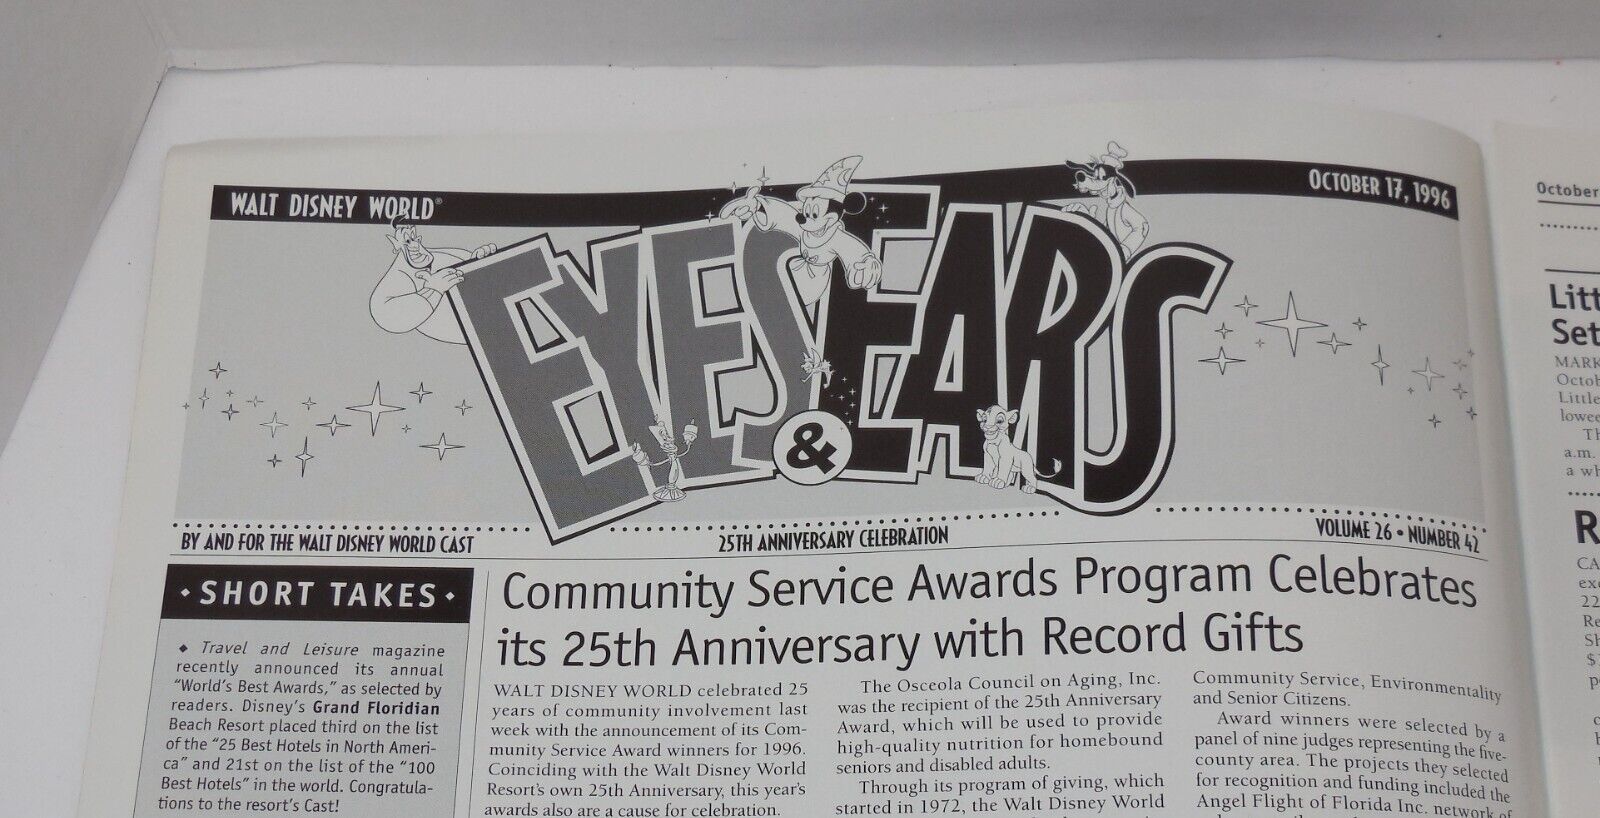 WALT DISNEY WORLD®
OCTOBER 17, 1996
EYES & EARS
BY AND FOR THE WALT DISNEY WORLD CAST
25TH ANNIVERSARY CELEBRATION
VOLUME 26 • NUMBER 42
• SHORT TAKES •
◆ Travel and Leisure magazine
recently announced its annual
"World's Best Awards," as selected by
readers. Disney's Grand Floridian
Beach Resort placed third on the list
of the "25 Best Hotels in North Ameri-
ca" and 21st on the list of the "100
Best Hotels" in the world. Congratula-
tions to the resort's Cast!
Community Service Awards Program Celebrates
its 25th Anniversary with Record Gifts
WALT DISNEY WORLD celebrated 25
years of community involvement last
week with the announcement of its Com-
munity Service Award winners for 1996.
Coinciding with the Walt Disney World
Resort's own 25th Anniversary, this year's
awards also are a cause for celebration.
The Osceola Council on Aging, Inc.
was the recipient of the 25th Anniversary
Award, which will be used to provide
high-quality nutrition for homebound
seniors and disabled adults.
Through its program of giving, which
started in 1972, the Walt Disney World
Community Service, Environmentality
and Senior Citizens.
Award winners were selected by a
panel of nine judges representing the five-
county area. The projects they selected
for recognition and funding included the
Angel Flight of Florida Inc. network of
October
Litt
Set
MARK
Octob
Little
lowee
Th
a.m.
a wh
R
CA
exc
22
Re
Sh